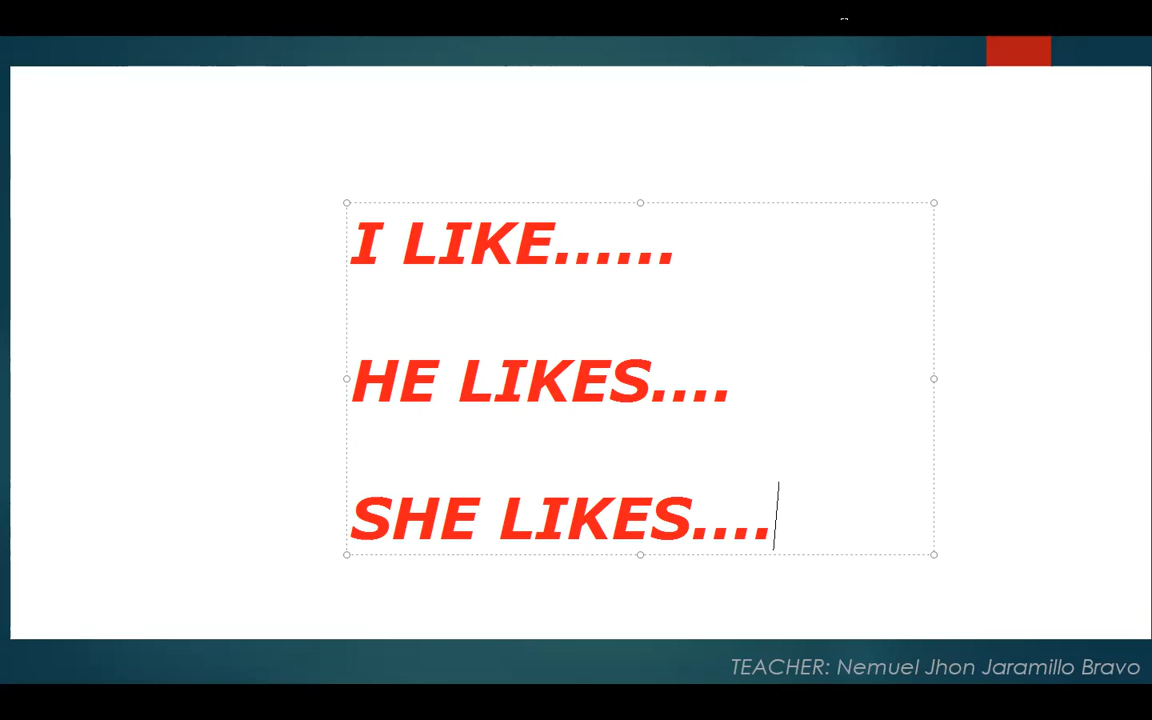 I LIKE......
HE LIKES....
SHE LIKES....
TEACHER: Nemuel Jhon Jaramillo Bravo